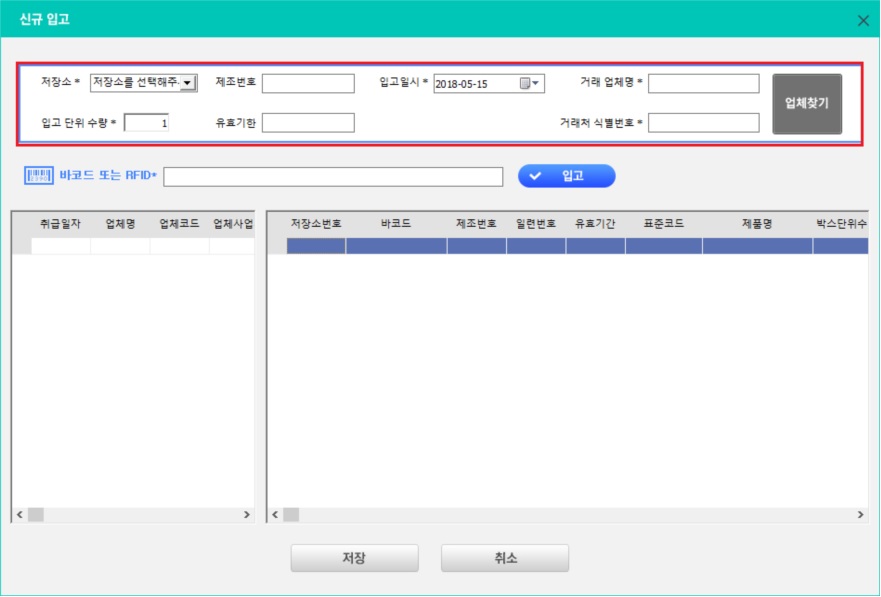 신규 입고
저장소 * 저장소를 선택해주. 제조번호 입고일시 * 2018-05-15 거래 업체명 *
업체찾기
입고 단위 수량 * 1 유효기한 거래처 식별번호 *
바코드 또는 RFID* 입고
취급일자 업체명 업체코드 업체사업 저장소번호 바코드 제조번호 일련번호 유효기간 표준코드 제품명 박스단위수
저장 취소